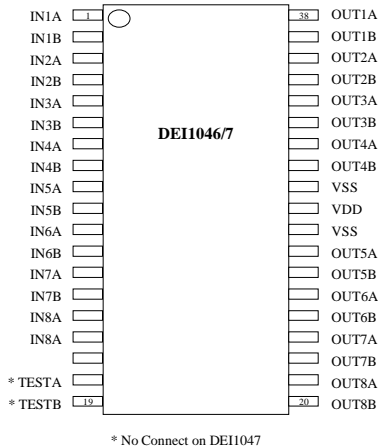 IN1A 1 38 OUT1A
IN1B OUT1B
IN2A OUT2A
IN2B OUT2B
IN3A OUT3A
IN3B OUT3B
DEI1046/7
IN4A OUT4A
IN4B OUT4B
IN5A VSS
IN5B VDD
IN6A VSS
IN6B OUT5A
IN7A OUT5B
IN7B OUT6A
IN8A OUT6B
IN8A OUT7A
OUT7B
* TESTA OUT8A
* TESTB 19 20 OUT8B
* No Connect on DEI1047